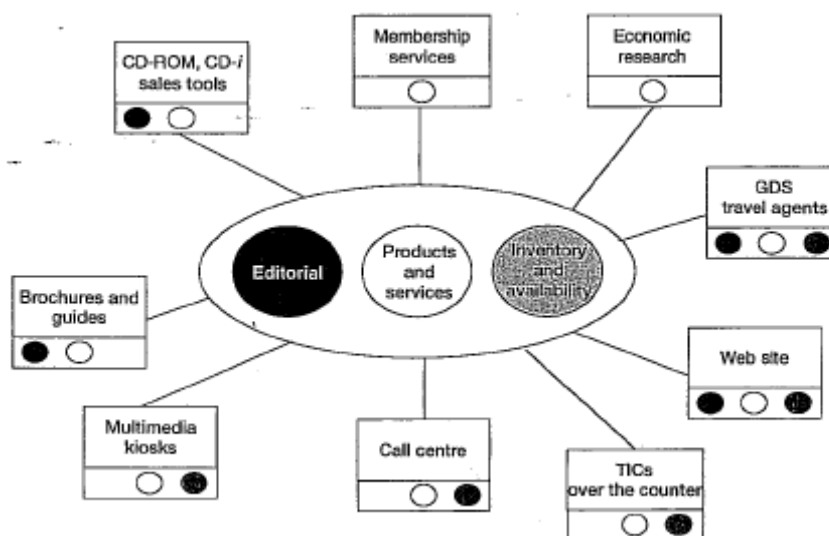 CD-ROM, CD-i
sales tools
Membership
services
Economic
research
GDS
travel agents
Editorial
Products
and
services
Inventory
and
availability
Brochures and
guides
Web site
Multimedia
kiosks
Call centre
TICs
over the counter